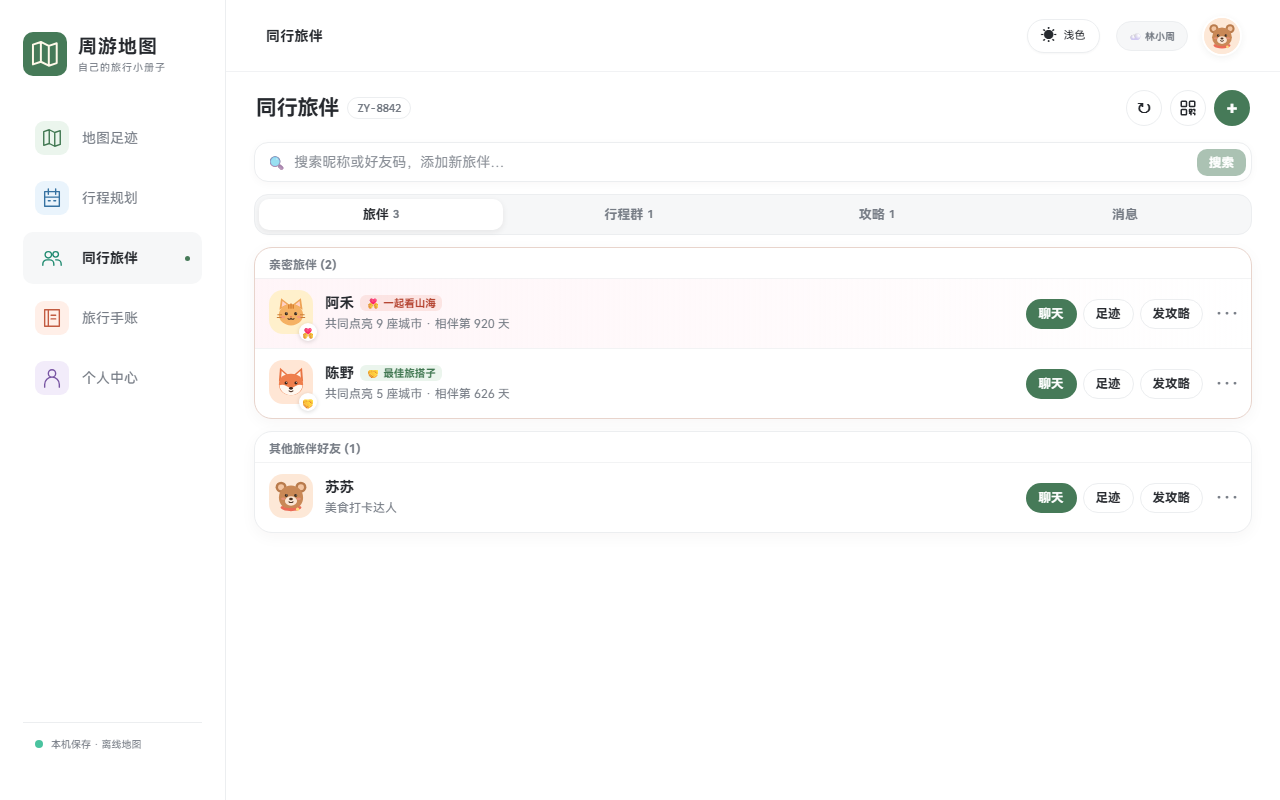 周游地图
自己的旅行小册子
地图足迹
行程规划
同行旅伴
旅行手账
个人中心
本机保存 · 离线地图
同行旅伴
浅色
林小周
同行旅伴 ZY-8842
搜索昵称或好友码，添加新旅伴…
搜索
旅伴 3
行程群 1
攻略 1
消息
亲密旅伴 (2)
阿禾 一起看山海
共同点亮 9 座城市 · 相伴第 920 天
聊天 足迹 发攻略 ···
陈野 最佳旅搭子
共同点亮 5 座城市 · 相伴第 626 天
聊天 足迹 发攻略 ···
其他旅伴好友 (1)
苏苏
美食打卡达人
聊天 足迹 发攻略 ···